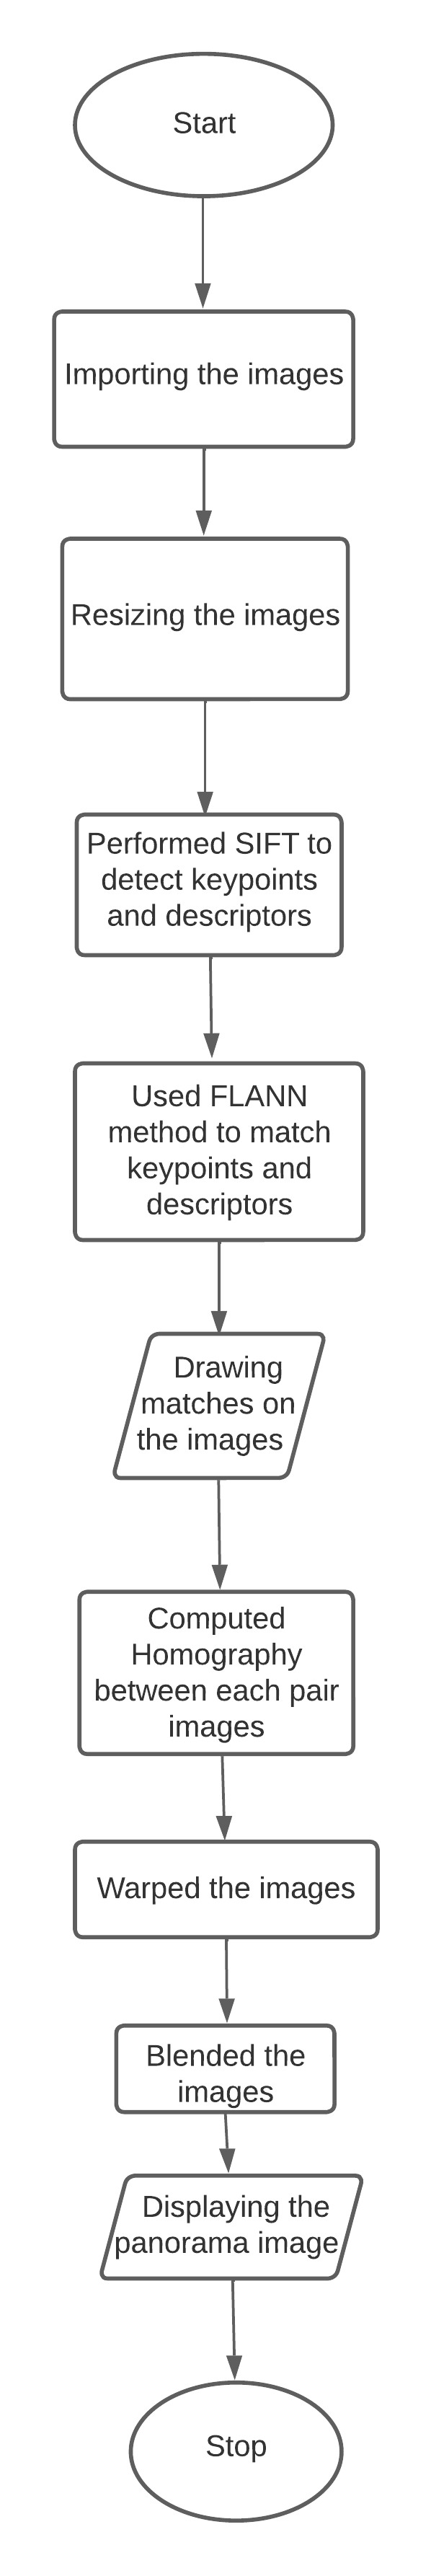 Start
Importing the images
Resizing the images
Performed SIFT to
detect keypoints
and descriptors
Used FLANN
method to match
keypoints and
descriptors
Drawing
matches on
the images
Computed
Homography
between each pair
images
Warped the images
Blended the
images
Displaying the
panorama image
Stop